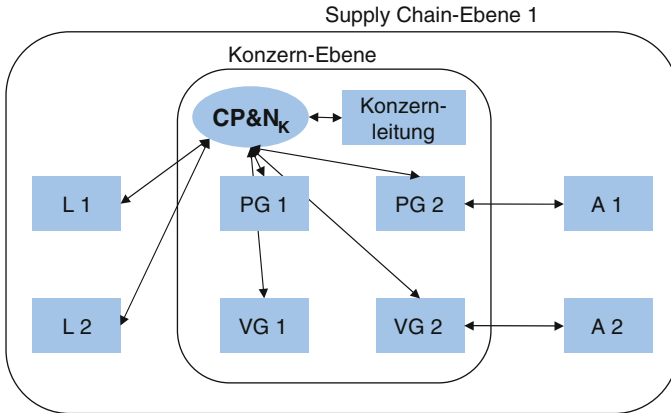 Supply Chain-Ebene 1
Konzern-Ebene
CP&N_K
Konzern-
leitung
L 1
PG 1
PG 2
A 1
L 2
VG 1
VG 2
A 2